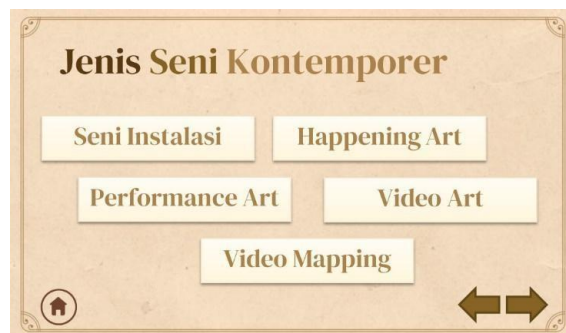 Jenis Seni Kontemporer
Seni Instalasi
Happening Art
Performance Art
Video Art
Video Mapping